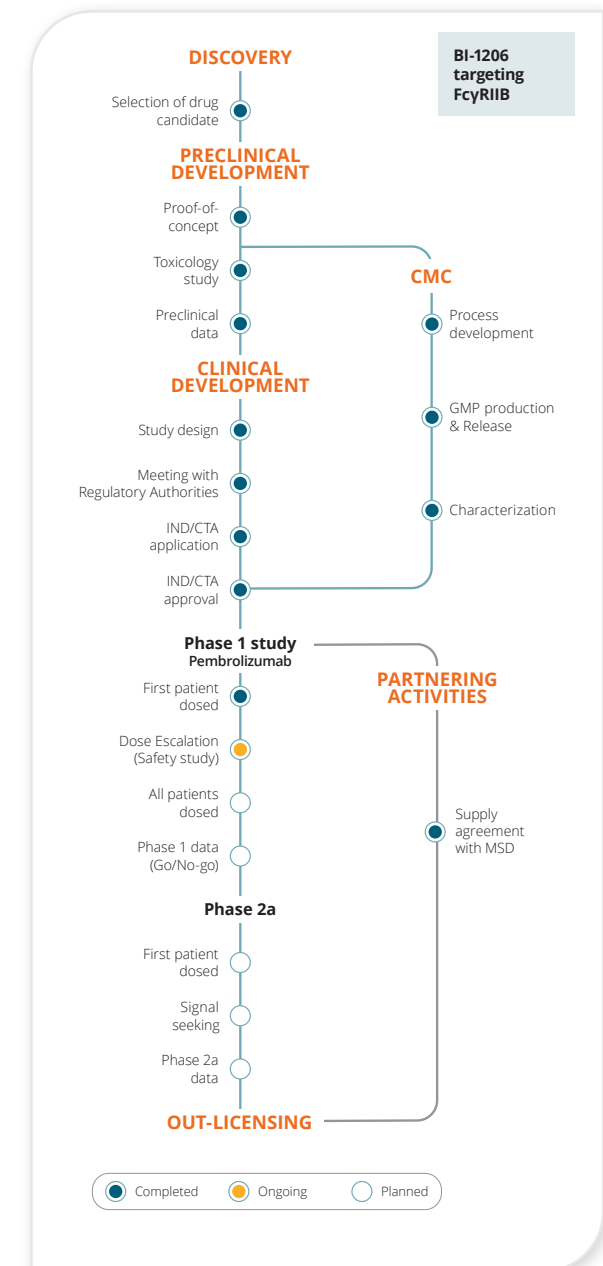 DISCOVERY
BI-1206
targeting
FcγRIIB
Selection of drug
candidate
PRECLINICAL
DEVELOPMENT
Proof-of-
concept
Toxicology
study
CMC
Preclinical
data
Process
development
CLINICAL
DEVELOPMENT
GMP production
& Release
Study design
Meeting with
Regulatory Authorities
Characterization
IND/CTA
application
IND/CTA
approval
Phase 1 study
Pembrolizumab
PARTNERING
ACTIVITIES
First patient
dosed
Dose Escalation
(Safety study)
All patients
dosed
Supply
agreement
with MSD
Phase 1 data
(Go/No-go)
Phase 2a
First patient
dosed
Signal
seeking
Phase 2a
data
OUT-LICENSING
Completed Ongoing Planned